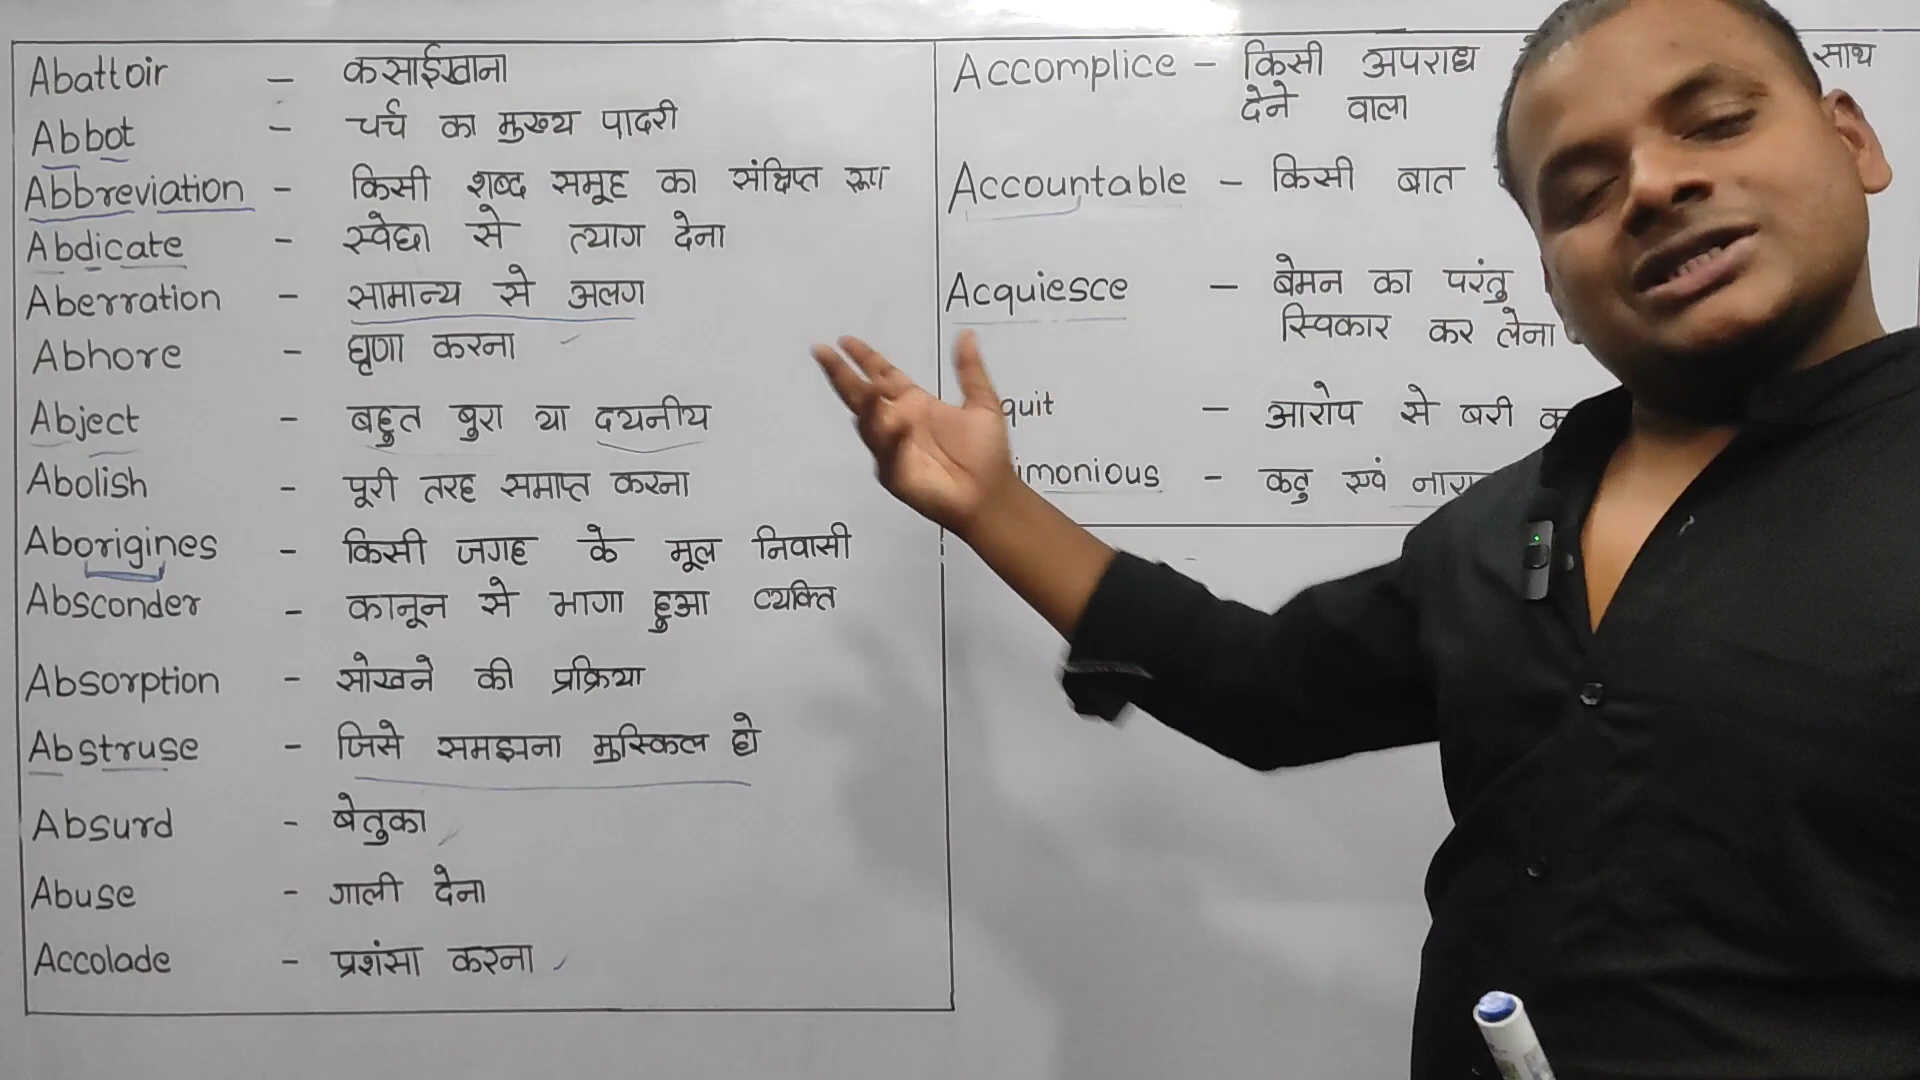 Abattoir – कसाईखाना
Abbot – चर्च का मुख्य पादरी
Abbreviation – किसी शब्द समूह का संक्षिप्त रूप
Abdicate – स्वेछा से त्याग देना
Aberration – सामान्य से अलग
Abhore – घृणा करना
Abject – बहुत बुरा या दयनीय
Abolish – पूरी तरह समाप्त करना
Aborigines – किसी जगह के मूल निवासी
Absconder – कानून से भागा हुआ व्यक्ति
Absorption – सोखने की प्रक्रिया
Abstruse – जिसे समझना मुस्किल हो
Absurd – बेतुका
Abuse – गाली देना
Accolade – प्रशंसा करना
Accomplice – किसी अपराध साथ
देने वाला
Accountable – किसी बात
Acquiesce – बेमन का परंतु
स्विकार कर लेना
quit – आरोप से बरी
imonious – कटु एवं